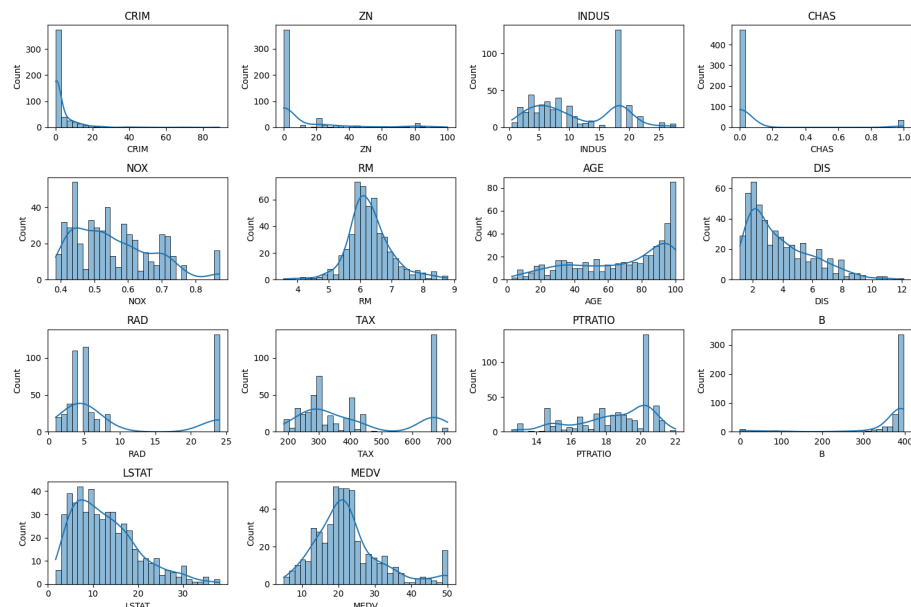 CRIM ZN INDUS CHAS
Count 300 200 100 0 Count 300 200 100 0 Count 100 50 0 Count 400 300 200 100 0
0 20 40 60 80 0 20 40 60 80 100 0 5 10 15 20 25 0.0 0.2 0.4 0.6 0.8 1.0
CRIM ZN INDUS CHAS
NOX RM AGE DIS
Count 40 20 0 Count 60 40 20 0 Count 80 60 40 20 0 Count 60 40 20 0
0.4 0.5 0.6 0.7 0.8 4 5 6 7 8 9 0 20 40 60 80 100 2 4 6 8 10 12
NOX RM AGE DIS
RAD TAX PTRATIO B
Count 100 50 0 Count 100 50 0 Count 100 50 0 Count 300 200 100 0
0 5 10 15 20 25 200 300 400 500 600 700 14 16 18 20 22 0 100 200 300 400
RAD TAX PTRATIO B
LSTAT MEDV
Count 40 30 20 10 0 Count 40 20 0
0 10 20 30 10 20 30 40 50
LSTAT MEDV